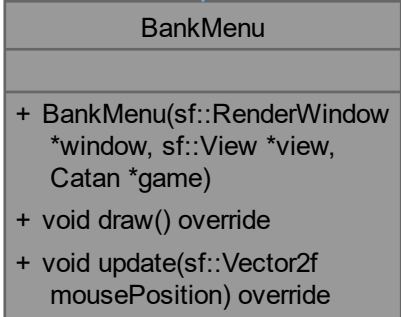 BankMenu
+ BankMenu(sf::RenderWindow
*window, sf::View *view,
Catan *game)
+ void draw() override
+ void update(sf::Vector2f
mousePosition) override